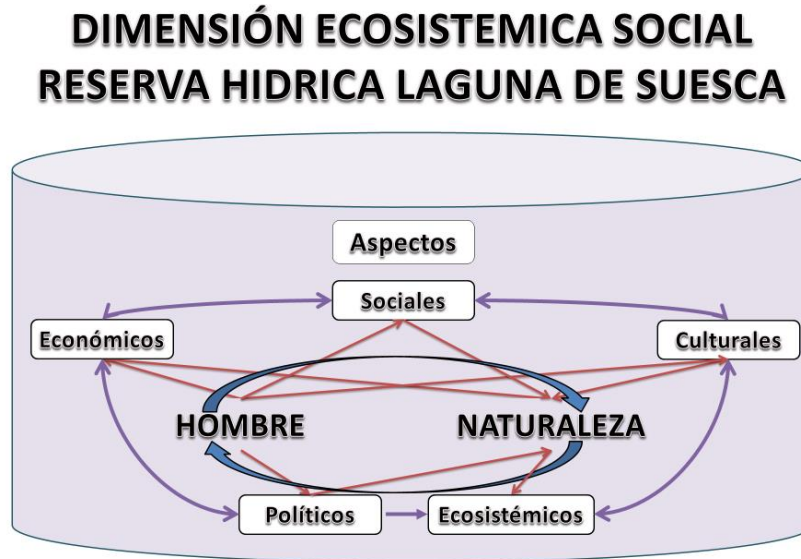 DIMENSIÓN ECOSISTEMICA SOCIAL
RESERVA HIDRICA LAGUNA DE SUESCA
Aspectos
Sociales
Económicos
Culturales
HOMBRE
NATURALEZA
Políticos
Ecosistémicos